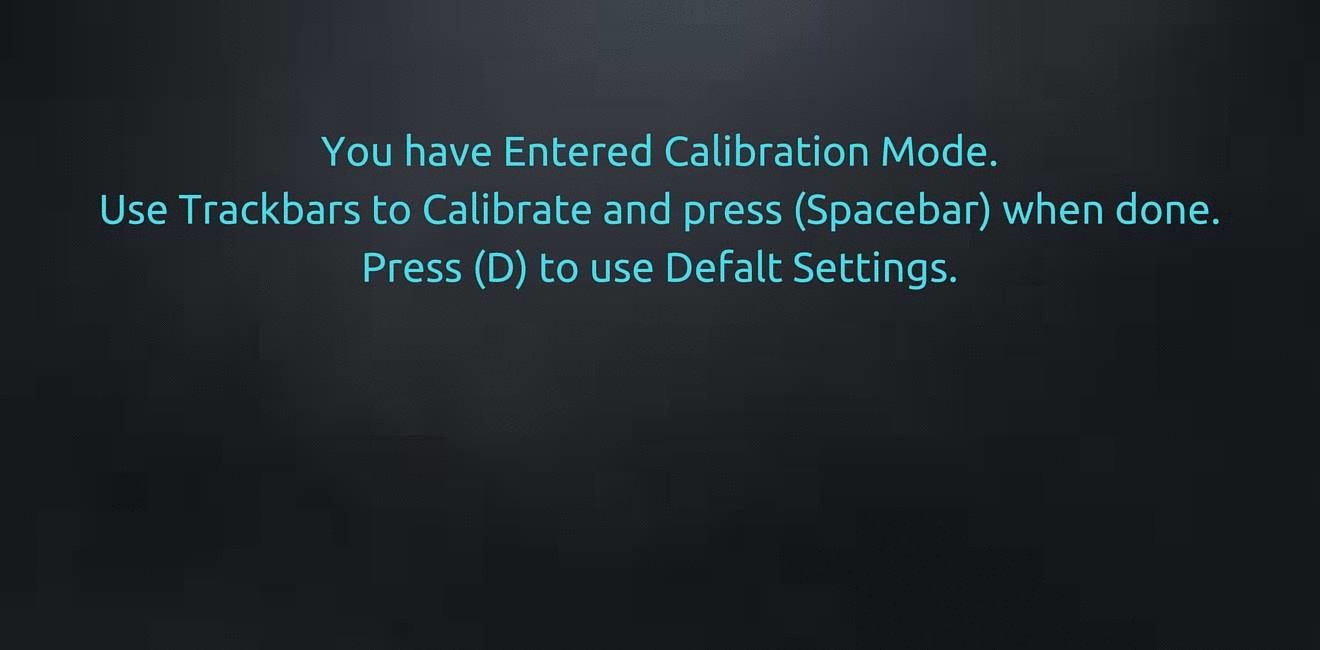 You have Entered Calibration Mode.
Use Trackbars to Calibrate and press (Spacebar) when done.
Press (D) to use Defalt Settings.